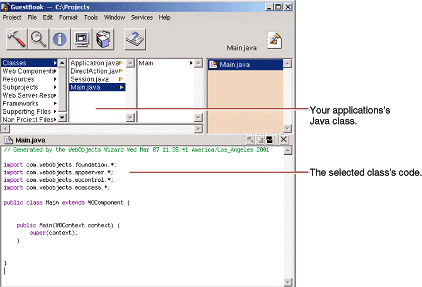 GuestBook -- C:\Projects
Project File Edit Format Tools Window Services Help
Main.java
Classes
Web Components
Resources
Subprojects
Web Server Reso
Frameworks
Supporting Files
Non Project Files
Application.java
DirectAction.java
Session.java
Main.java
Main
Main.java
Your applications's
Java class.
Main.java
// Generated by the WebObjects Wizard Wed Mar 07 11:35:41 America/Los_Angeles 2001
import com.webobjects.foundation.*;
import com.webobjects.appserver.*;
import com.webobjects.eocontrol.*;
import com.webobjects.eoaccess.*;
public class Main extends WOComponent {
public Main(WOContext context) {
super(context);
}
}
The selected class's code.